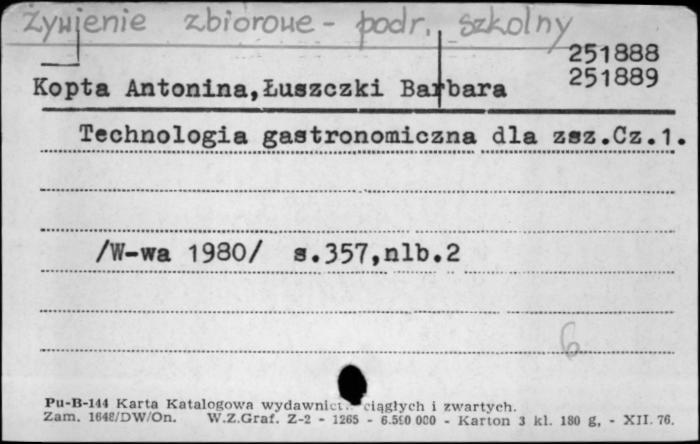 żywienie zbiorowe - podr. szkolny
251888
Kopta Antonina,Łuszczki Barbara 251889
Technologia gastronomiczna dla zsz.Cz.1.
/W-wa 1980/ s.357,nlb.2
6
Pu-B-144 Karta Katalogowa wydawnict.. ciągłych i zwartych.
Zam. 1648/DW/On. W.Z.Graf. Z-2 - 1265 - 6.500 000 - Karton 3 kl. 180 g, - XII. 76.